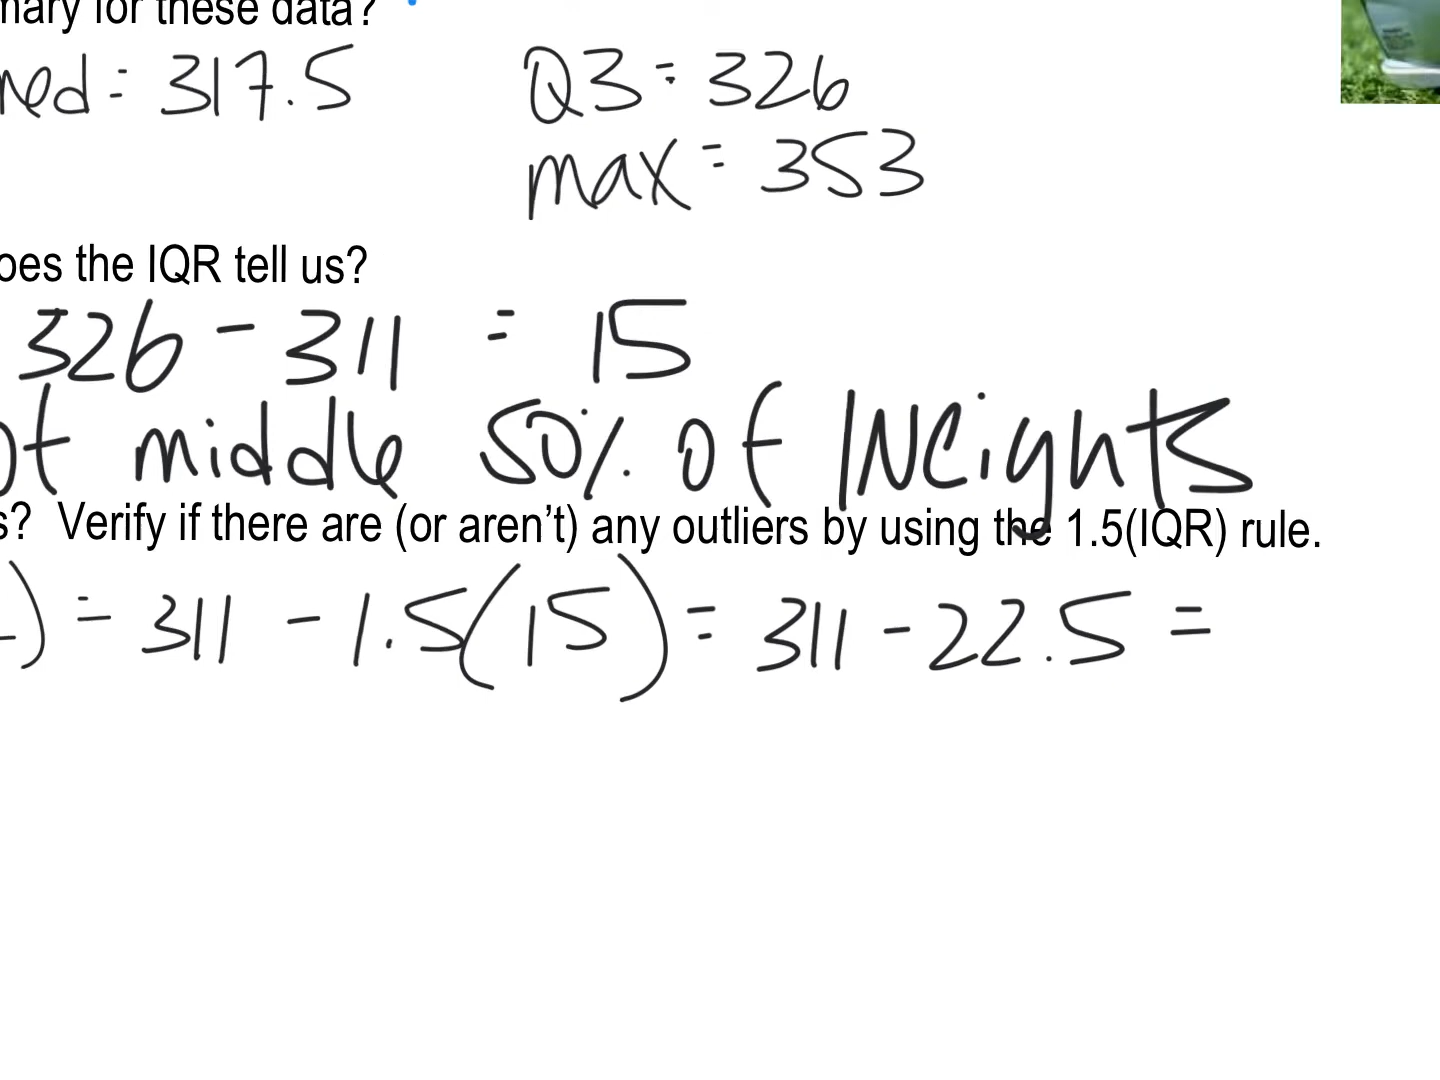 mary for these data?
med = 317.5 Q3 = 326
max = 353
oes the IQR tell us?
326 - 311 = 15
of middle 50% of weights
s? Verify if there are (or aren't) any outliers by using the 1.5(IQR) rule.
) = 311 - 1.5(15) = 311 - 22.5 =